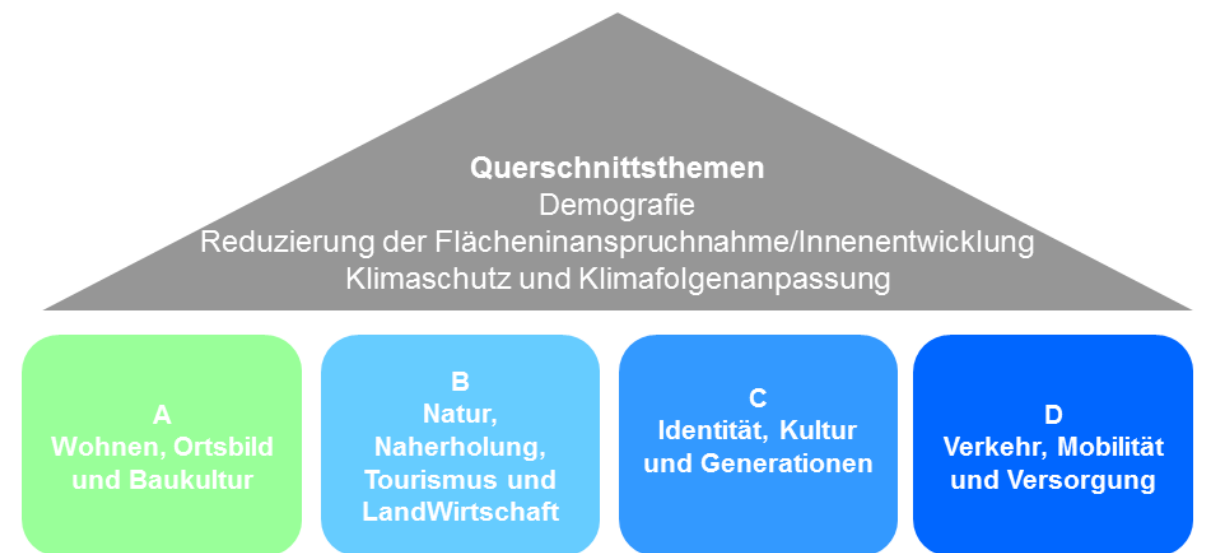 Querschnittsthemen
Demografie
Reduzierung der Flächeninanspruchnahme/Innenentwicklung
Klimaschutz und Klimafolgenanpassung
A
Wohnen, Ortsbild
und Baukultur
B
Natur,
Naherholung,
Tourismus und
LandWirtschaft
C
Identität, Kultur
und Generationen
D
Verkehr, Mobilität
und Versorgung